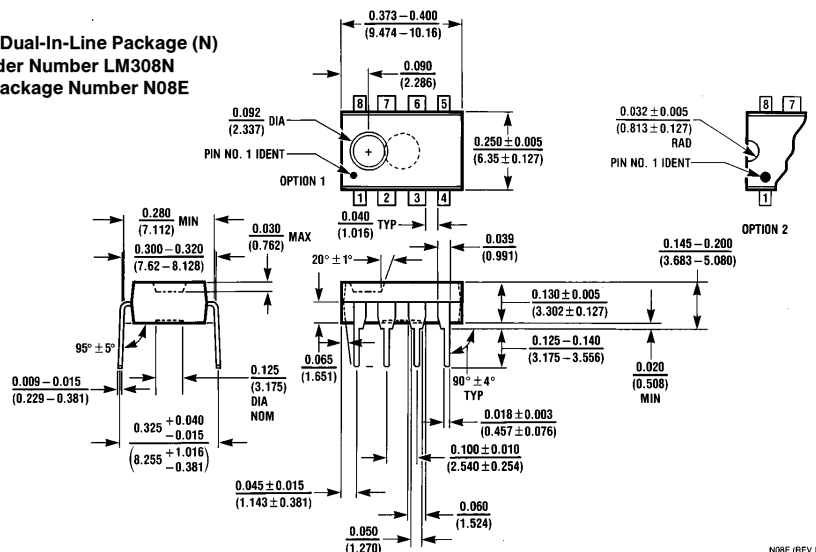 Dual-In-Line Package (N)
der Number LM308N
ackage Number N08E
0.373 – 0.400
(9.474 – 10.16)
0.090
(2.286)
0.092 DIA
(2.337)
PIN NO. 1 IDENT
OPTION 1
8 7 6 5
1 2 3 4
0.250 ± 0.005
(6.35 ± 0.127)
0.032 ± 0.005
(0.813 ± 0.127)
RAD
PIN NO. 1 IDENT
8 7
1
OPTION 2
0.280 MIN
(7.112)
0.300 – 0.320
(7.62 – 8.128)
0.030 MAX
(0.762)
0.040 TYP
(1.016)
0.039
(0.991)
0.145 – 0.200
(3.683 – 5.080)
20° ± 1°
0.130 ± 0.005
(3.302 ± 0.127)
95° ± 5°
0.009 – 0.015
(0.229 – 0.381)
0.125
(3.175)
DIA
NOM
0.065
(1.651)
90° ± 4°
TYP
0.125 – 0.140
(3.175 – 3.556)
0.020
(0.508)
MIN
0.325 +0.040
−0.015
(8.255 +1.016
−0.381)
0.018 ± 0.003
(0.457 ± 0.076)
0.100 ± 0.010
(2.540 ± 0.254)
0.045 ± 0.015
(1.143 ± 0.381)
0.060
(1.524)
0.050
(1.270)
N08E (REV